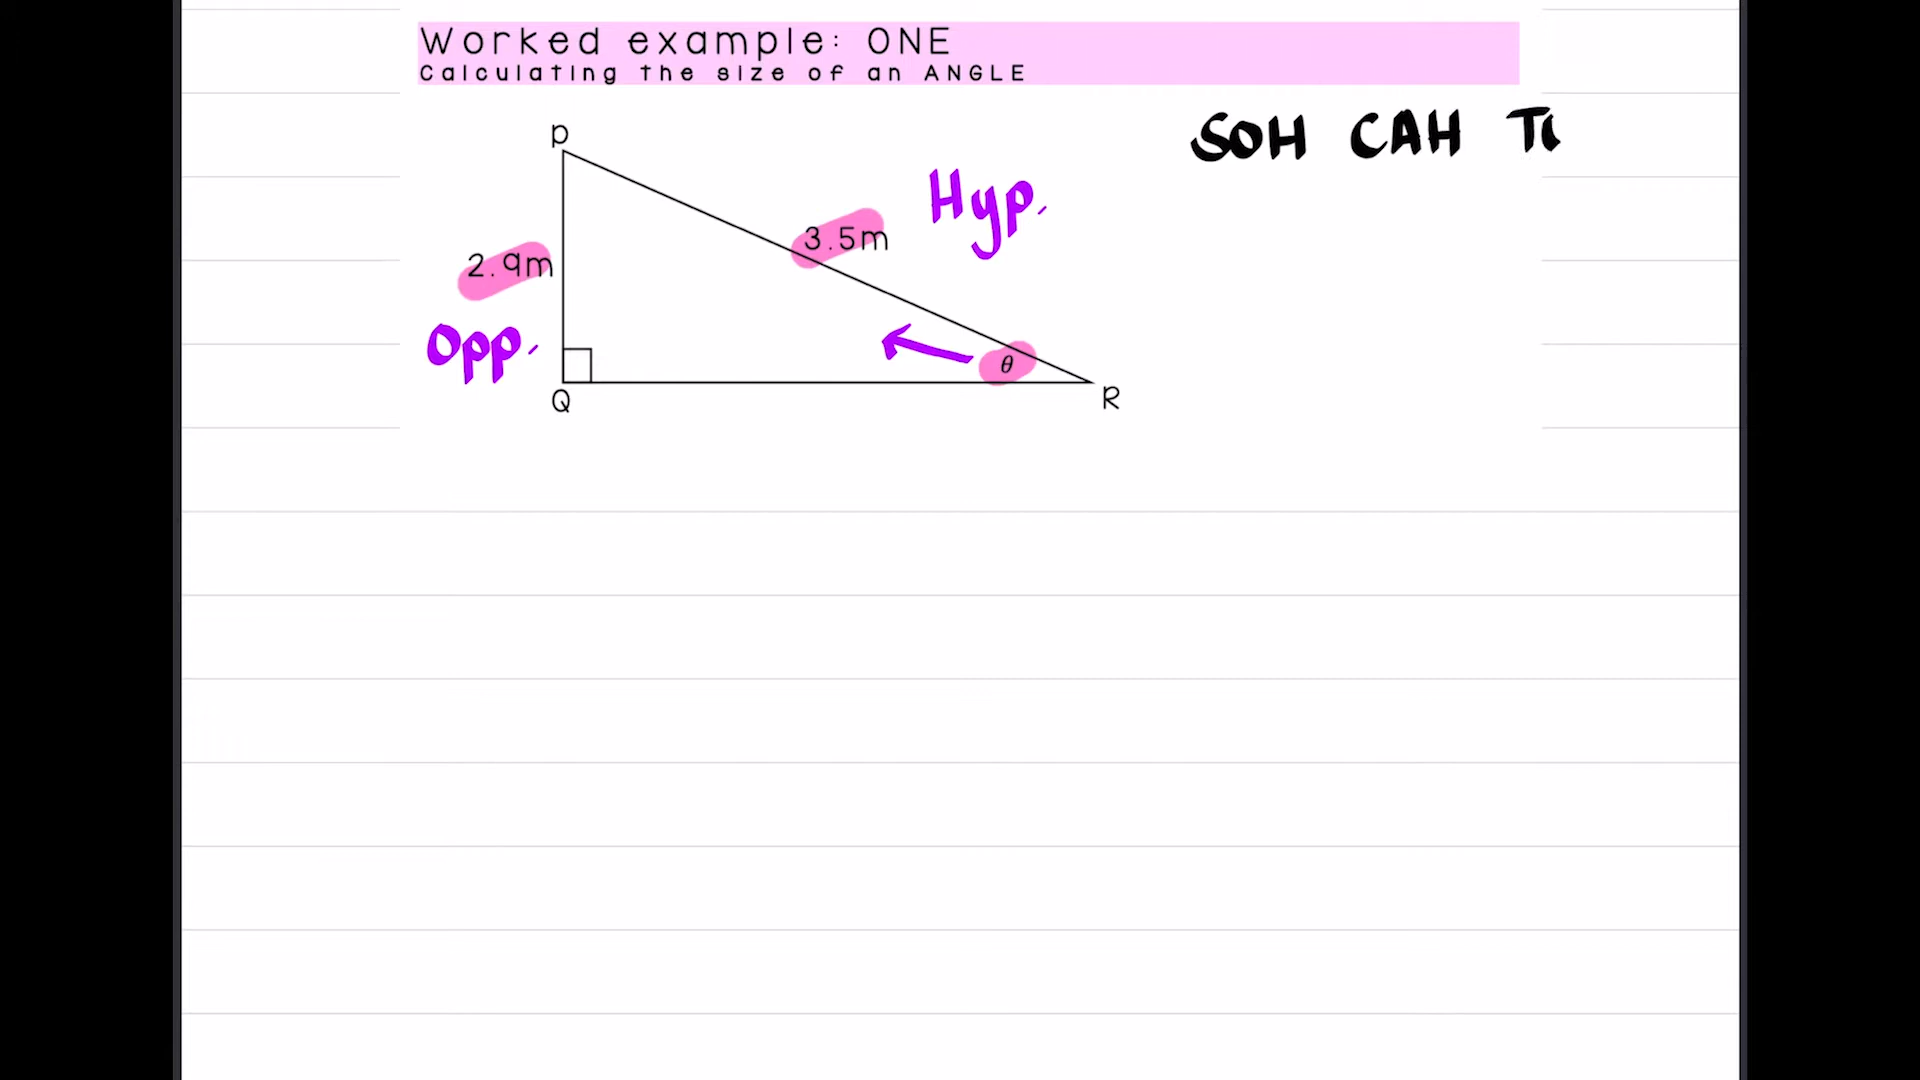 Worked example: ONE
Calculating the size of an ANGLE
SOH CAH
P
Hyp.
3.5m
2.9m
Opp.
θ
Q
R